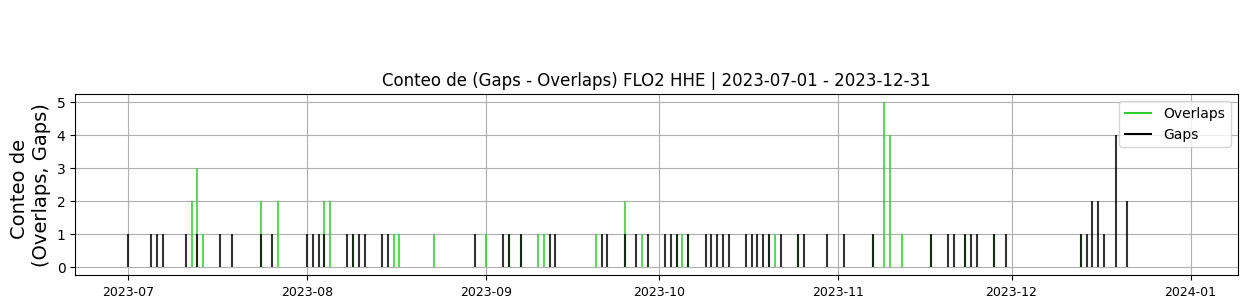 Conteo de (Gaps - Overlaps) FLO2 HHE | 2023-07-01 - 2023-12-31
Conteo de
(Overlaps, Gaps)
5
4
3
2
1
0
Overlaps
Gaps
2023-07
2023-08
2023-09
2023-10
2023-11
2023-12
2024-01